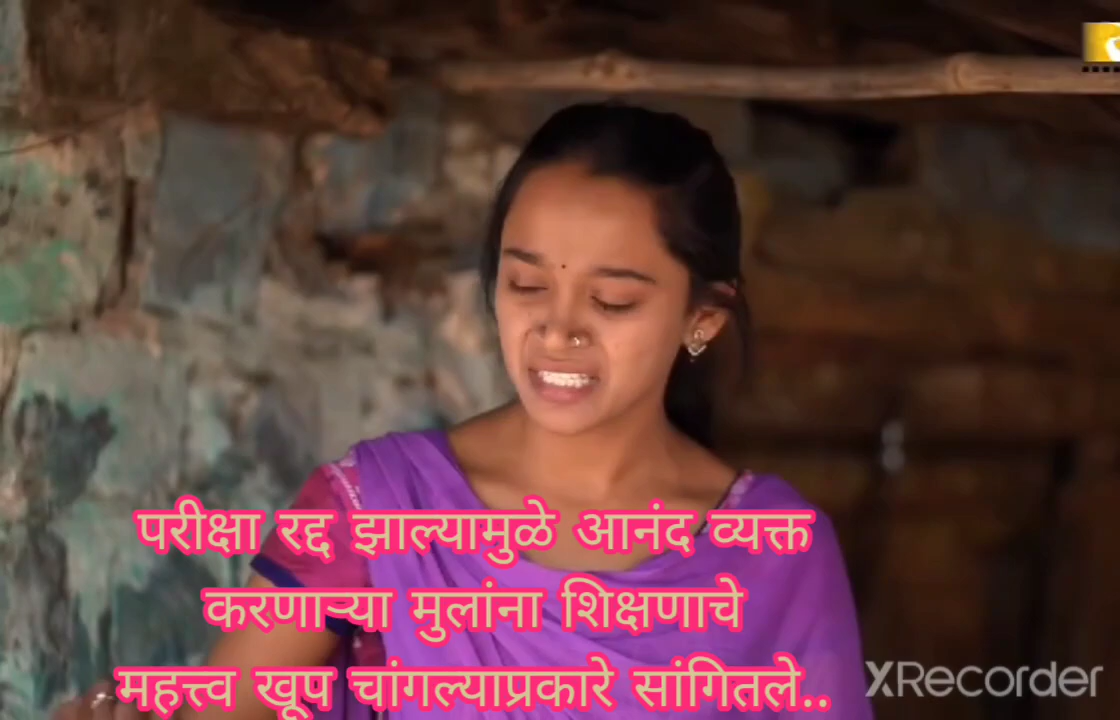 परीक्षा रद्द झाल्यामुळे आनंद व्यक्त
करणाऱ्या मुलांना शिक्षणाचे
महत्त्व खूप चांगल्याप्रकारे सांगितले..
XRecorder